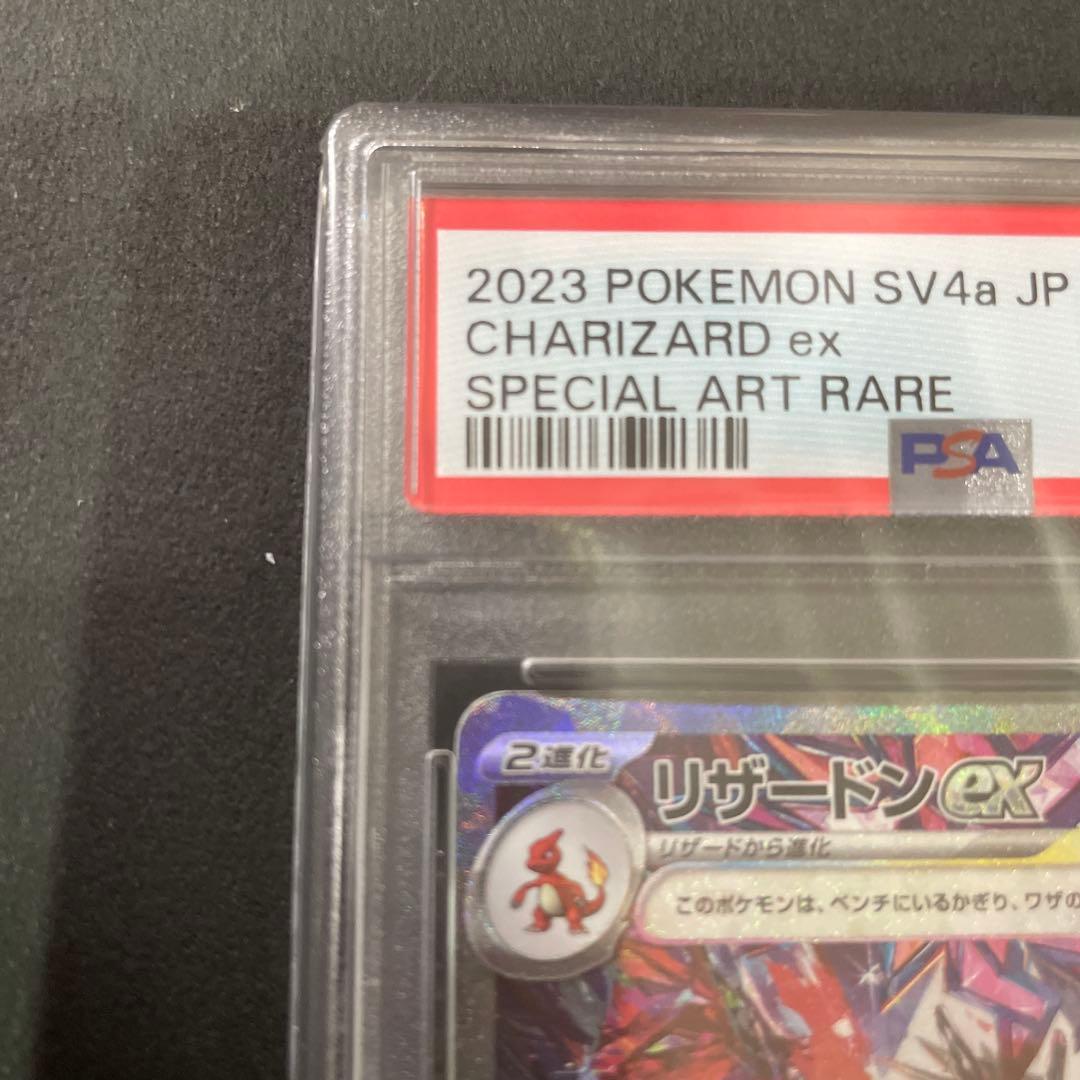 2023 POKEMON SV4a JP
CHARIZARD ex
SPECIAL ART RARE
PSA
2進化
リザードンex
リザードから進化
このポケモンは、ベンチにいるかぎり、ワザの